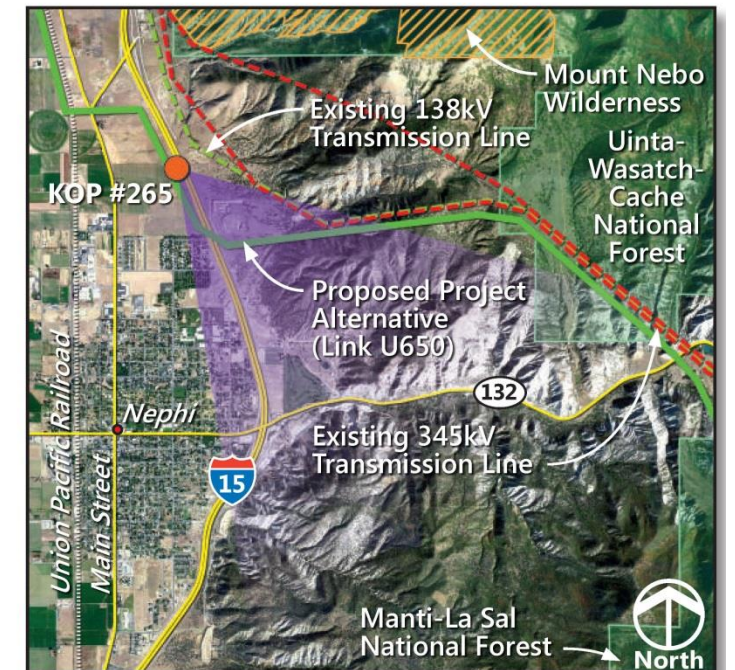 Mount Nebo
Wilderness
Existing 138kV
Transmission Line
Uinta-
Wasatch-
Cache
National
Forest
KOP #265
Proposed Project
Alternative
(Link U650)
132
Nephi
Existing 345kV
Transmission Line
15
Union Pacific Railroad
Main Street
Manti-La Sal
National Forest
North